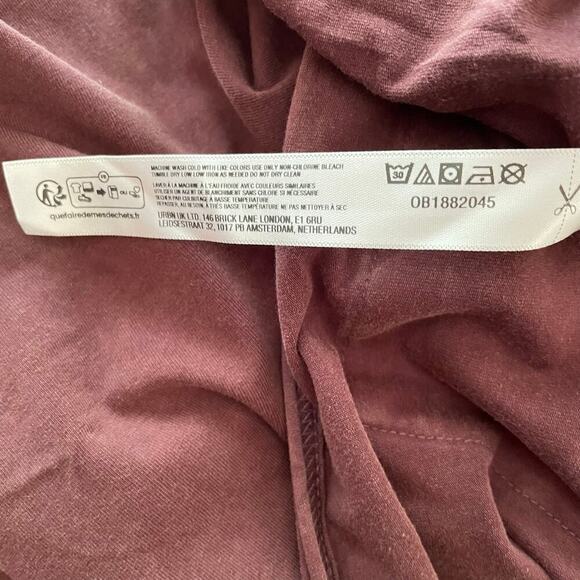 MACHINE WASH COLD WITH LIKE COLORS USE ONLY NON-CHLORINE BLEACH
TUMBLE DRY LOW LOW IRON AS NEEDED DO NOT DRY CLEAN
LAVER À LA MACHINE À L'EAU FROIDE AVEC COULEURS SIMILAIRES
UTILISER UN AGENT DE BLANCHIMENT SANS CHLORE SI NÉCESSAIRE
SÉCHER PAR CULBUTAGE À BASSE TEMPÉRATURE
REPASSER, AU BESOIN, À BASSE TEMPÉRATURE NE PAS NETTOYER À SEC
URBN UK LTD, 146 BRICK LANE LONDON, E1 6RU
LEIDSESTRAAT 32, 1017 PB AMSTERDAM, NETHERLANDS
FR
OU
quefairedemesdechets.fr
30
0B1882045